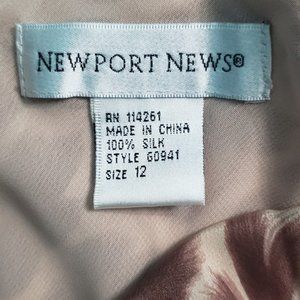 NEWPORT NEWS®
RN 114261
MADE IN CHINA
100% SILK
STYLE G0941
SIZE 12